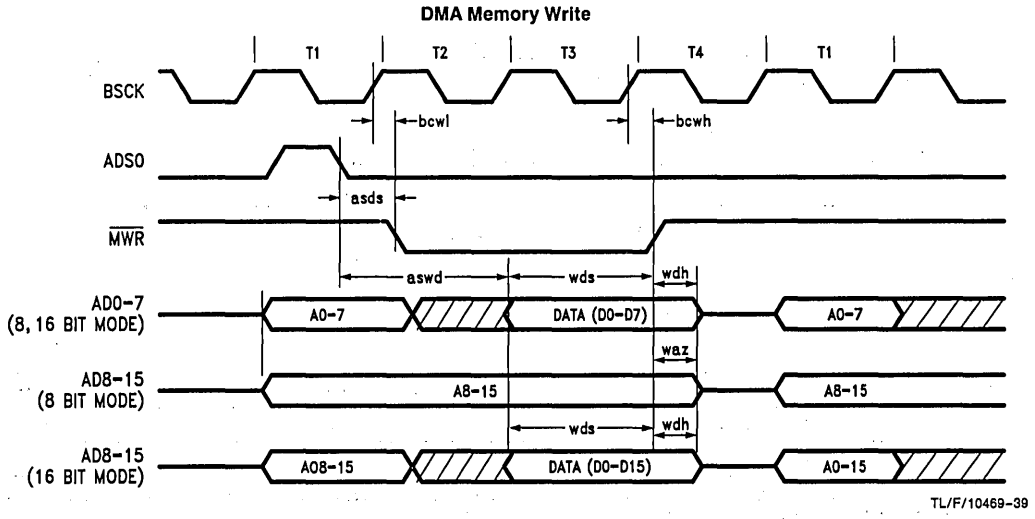 DMA Memory Write
T1 T2 T3 T4 T1
BSCK
bcwl bcwh
ADS0
asds
MWR
aswd wds wdh
AD0-7
(8, 16 BIT MODE)
A0-7 DATA (D0-D7) A0-7
waz
AD8-15
(8 BIT MODE)
A8-15 A8-15
wds wdh
AD8-15
(16 BIT MODE)
A08-15 DATA (D0-D15) A0-15
TL/F/10469-39